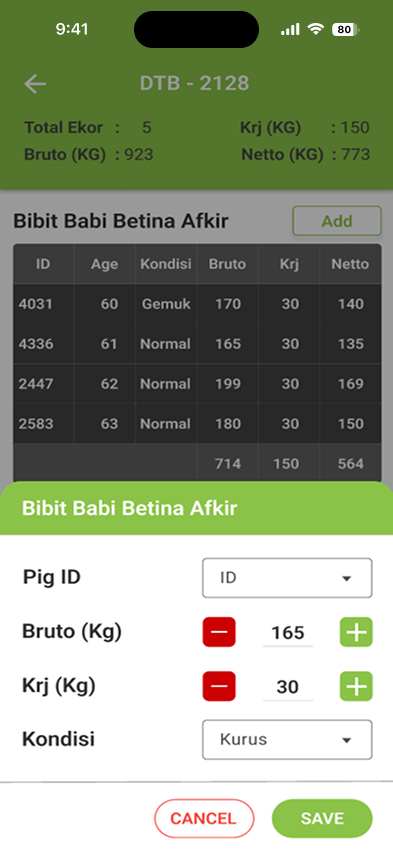 9:41 80
DTB - 2128
Total Ekor : 5 Krj (KG) : 150
Bruto (KG) : 923 Netto (KG) : 773
Bibit Babi Betina Afkir Add
ID Age Kondisi Bruto Krj Netto
4031 60 Gemuk 170 30 140
4336 61 Normal 165 30 135
2447 62 Normal 199 30 169
2583 63 Normal 180 30 150
714 150 564
Bibit Babi Betina Afkir
Pig ID ID
Bruto (Kg) 165
Krj (Kg) 30
Kondisi Kurus
CANCEL SAVE